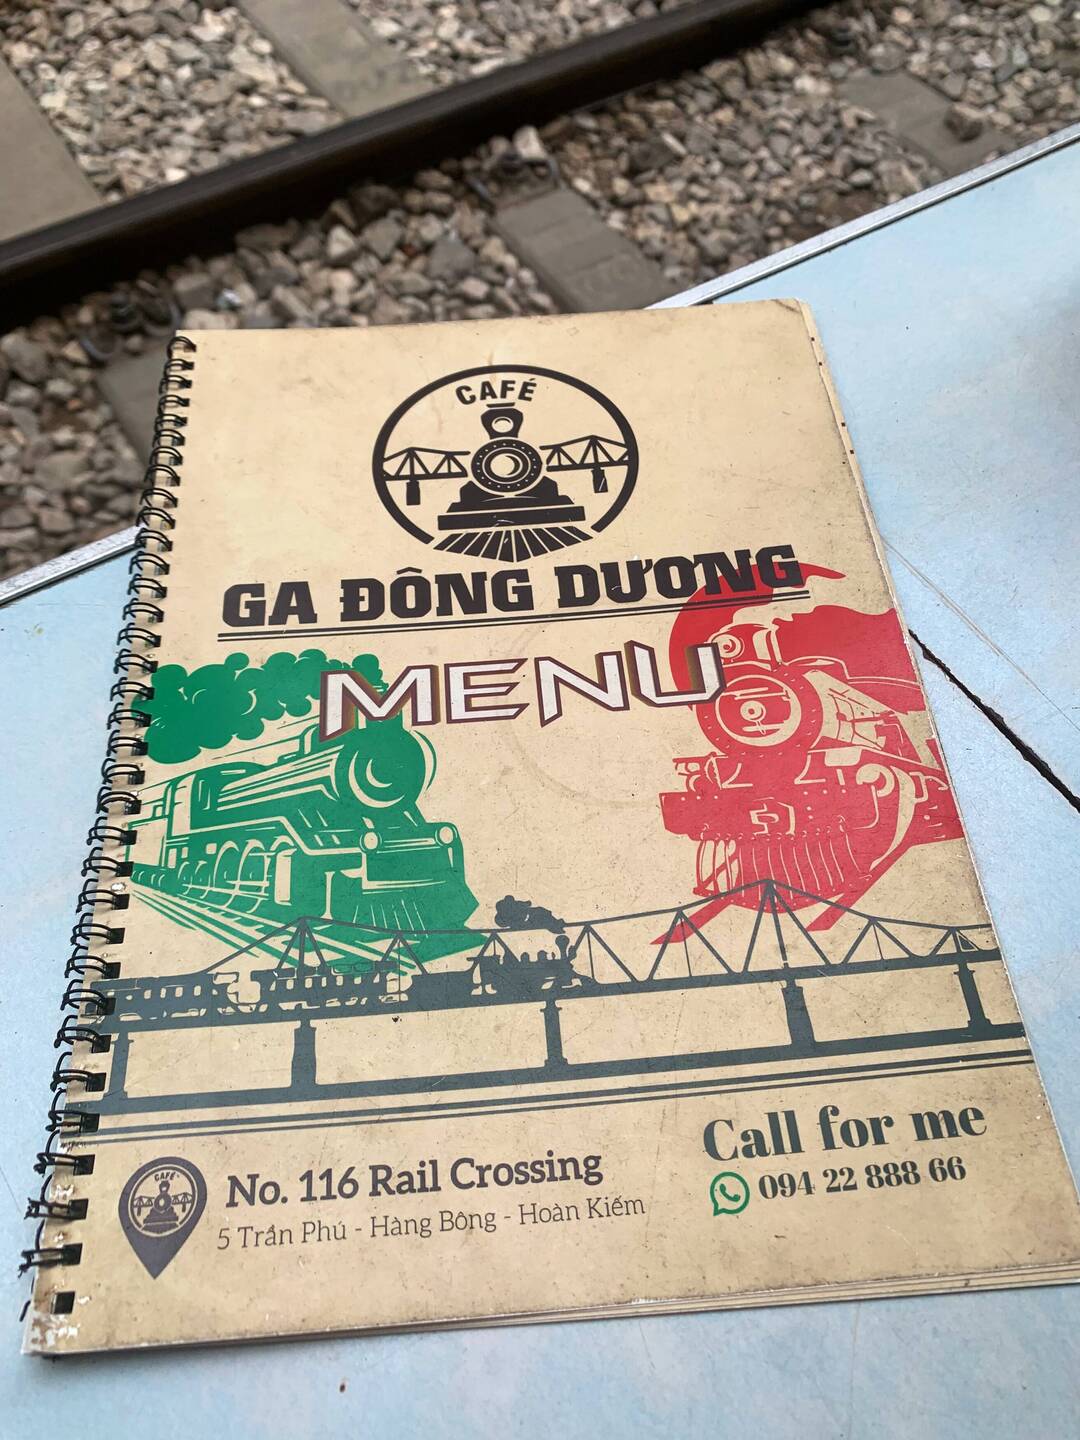 CAFÉ
GA ĐÔNG DƯƠNG
MENU
Call for me
094 22 888 66
CAFÉ
No. 116 Rail Crossing
5 Trần Phú - Hàng Bông - Hoàn Kiếm